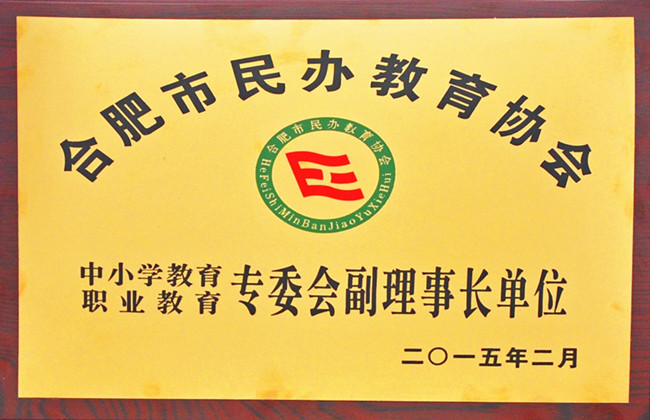 合肥市民办教育协会
合肥市民办教育协会
HeFeiShiMinBanJiaoYuXieHui
中小学教育
职业教育
专委会副理事长单位
二〇一五年二月